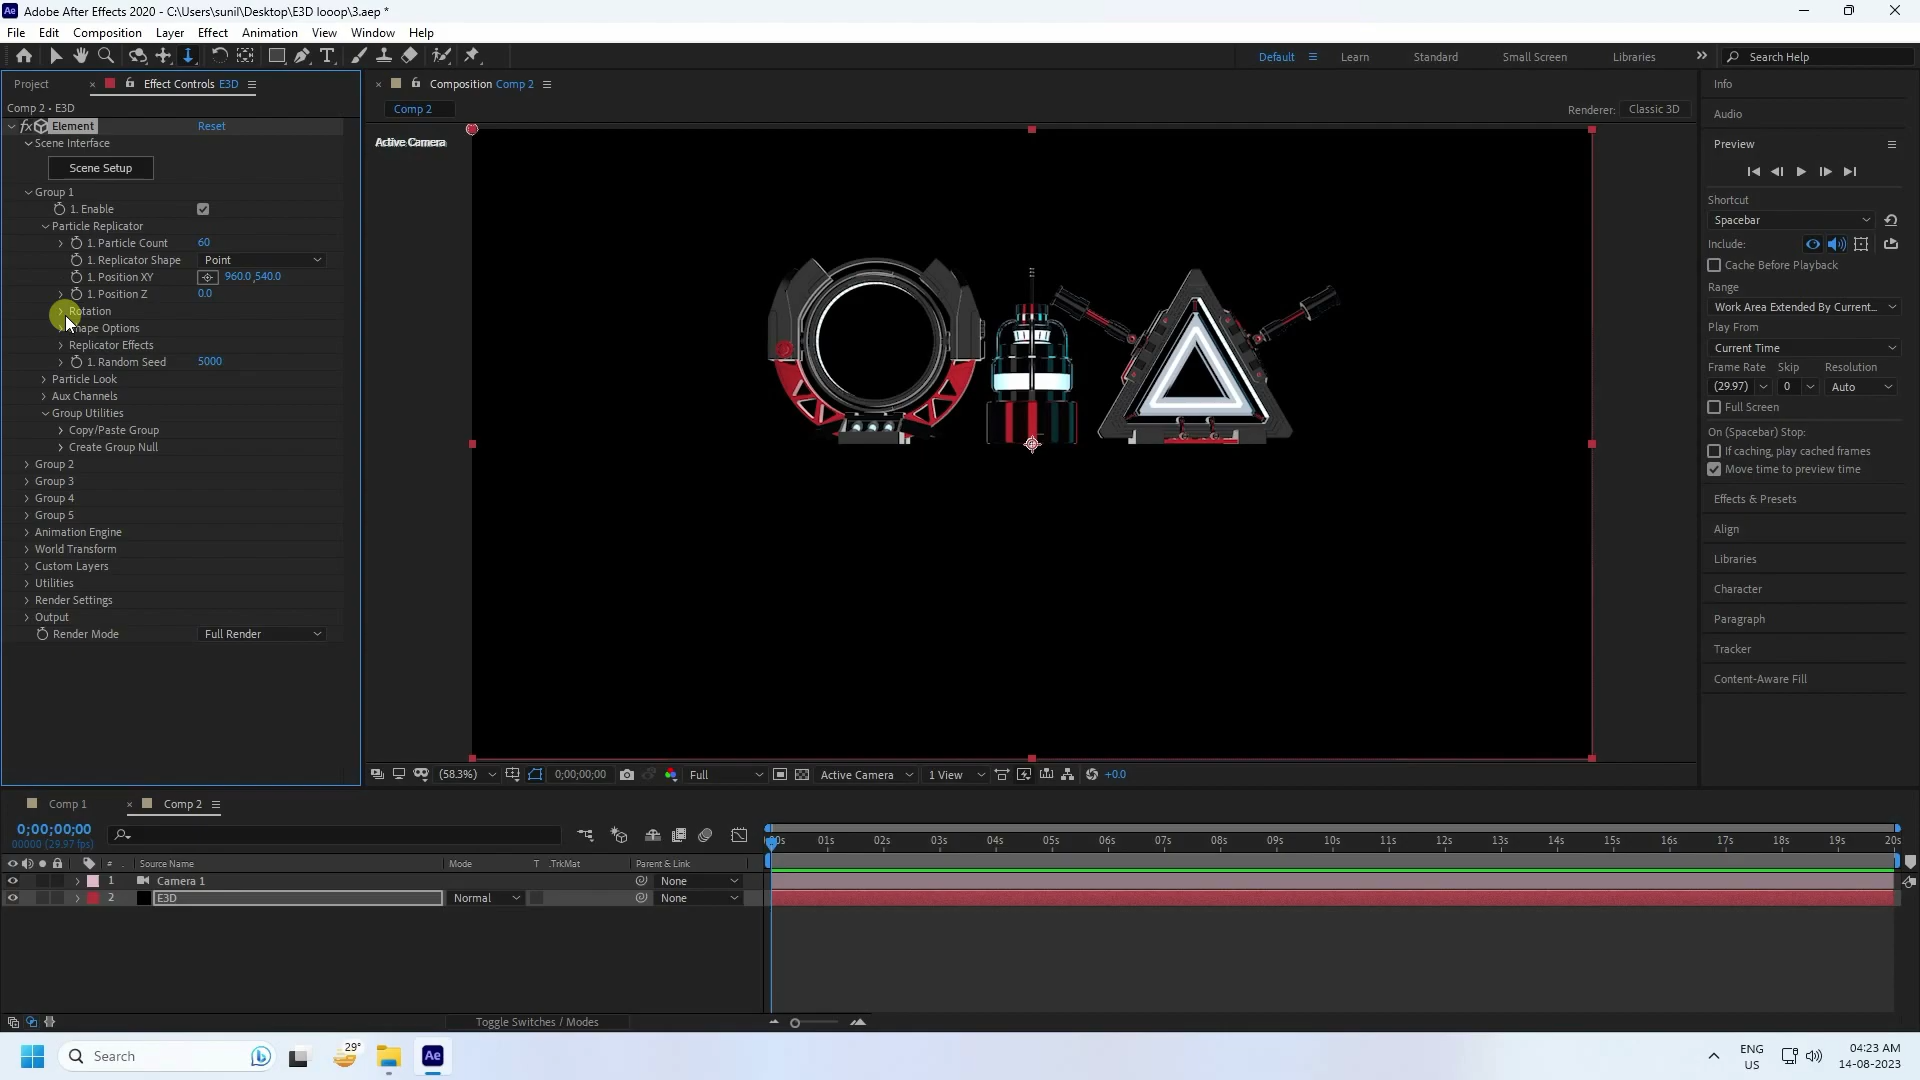 Adobe After Effects 2020 - C:\Users\sunil\Desktop\E3D looop\3.aep *
File Edit Composition Layer Effect Animation View Window Help
Default Learn Standard Small Screen Libraries Search Help
Project Effect Controls E3D
Comp 2 • E3D
Element Reset
Scene Interface
Scene Setup
Group 1
1. Enable
Particle Replicator
1. Particle Count 60
1. Replicator Shape Point
1. Position XY 960.0,540.0
1. Position Z 0.0
Rotation
Shape Options
Replicator Effects
1. Random Seed 5000
Particle Look
Aux Channels
Group Utilities
Copy/Paste Group
Create Group Null
Group 2
Group 3
Group 4
Group 5
Animation Engine
World Transform
Custom Layers
Utilities
Render Settings
Output
Render Mode Full Render
Composition Comp 2
Comp 2
Renderer: Classic 3D
Active Camera
(58.3%) 0;00;00;00 Full Active Camera 1 View +0.0
Info
Audio
Preview
Shortcut
Spacebar
Include:
Cache Before Playback
Range
Work Area Extended By Current...
Play From
Current Time
Frame Rate Skip Resolution
(29.97) 0 Auto
Full Screen
On (Spacebar) Stop:
If caching, play cached frames
Move time to preview time
Effects & Presets
Align
Libraries
Character
Paragraph
Tracker
Content-Aware Fill
Comp 1 Comp 2
0;00;00;00
00000 (29.97 fps)
00s 01s 02s 03s 04s 05s 06s 07s 08s 09s 10s 11s 12s 13s 14s 15s 16s 17s 18s 19s 20s
# Source Name Mode T .TrkMat Parent & Link
1 Camera 1 None
2 E3D Normal None
Toggle Switches / Modes
Search 29° Ae ENG US 04:23 AM
14-08-2023